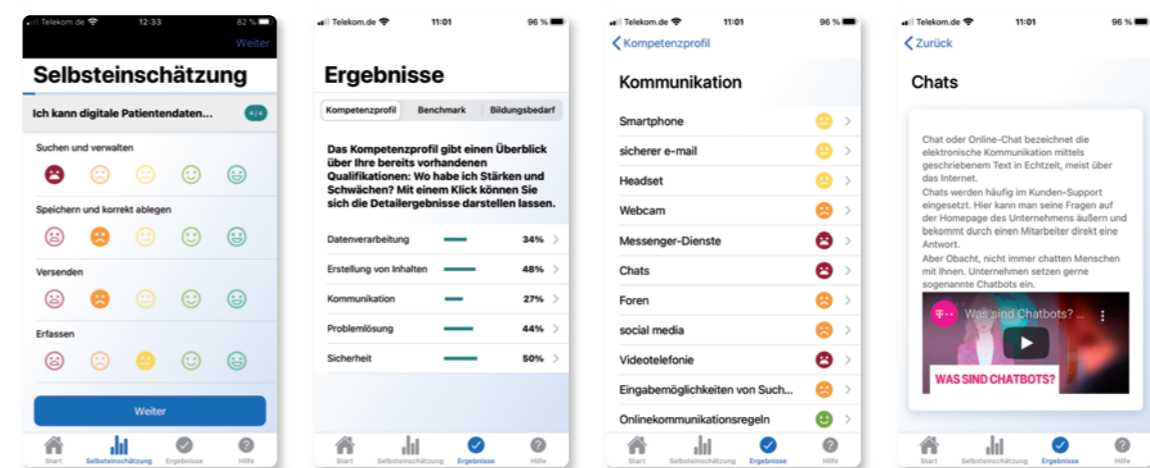 Telekom.de 12:33 82 %
Weiter
Selbsteinschätzung
Ich kann digitale Patientendaten... 4/4
Suchen und verwalten
Speichern und korrekt ablegen
Versenden
Erfassen
Weiter
Start Selbsteinschätzung Ergebnisse Hilfe
Telekom.de 11:01 96 %
Ergebnisse
Kompetenzprofil Benchmark Bildungsbedarf
Das Kompetenzprofil gibt einen Überblick
über Ihre bereits vorhandenen
Qualifikationen: Wo habe ich Stärken und
Schwächen? Mit einem Klick können Sie
sich die Detailergebnisse darstellen lassen.
Datenverarbeitung 34%
Erstellung von Inhalten 48%
Kommunikation 27%
Problemlösung 44%
Sicherheit 50%
Start Selbsteinschätzung Ergebnisse Hilfe
Telekom.de 11:01 96 %
Kompetenzprofil
Kommunikation
Smartphone
sicherer e-mail
Headset
Webcam
Messenger-Dienste
Chats
Foren
social media
Videotelefonie
Eingabemöglichkeiten von Such...
Onlinekommunikationsregeln
Start Selbsteinschätzung Ergebnisse Hilfe
Telekom.de 11:01 96 %
Zurück
Chats
Chat oder Online-Chat bezeichnet die
elektronische Kommunikation mittels
geschriebenem Text in Echtzeit, meist über
das Internet.
Chats werden häufig im Kunden-Support
eingesetzt. Hier kann man seine Fragen auf
der Homepage des Unternehmens äußern und
bekommt durch einen Mitarbeiter direkt eine
Antwort.
Aber Obacht, nicht immer chatten Menschen
mit Ihnen. Unternehmen setzen gerne
sogenannte Chatbots ein.
Was sind Chatbots? ...
WAS SIND CHATBOTS?
Start Selbsteinschätzung Ergebnisse Hilfe